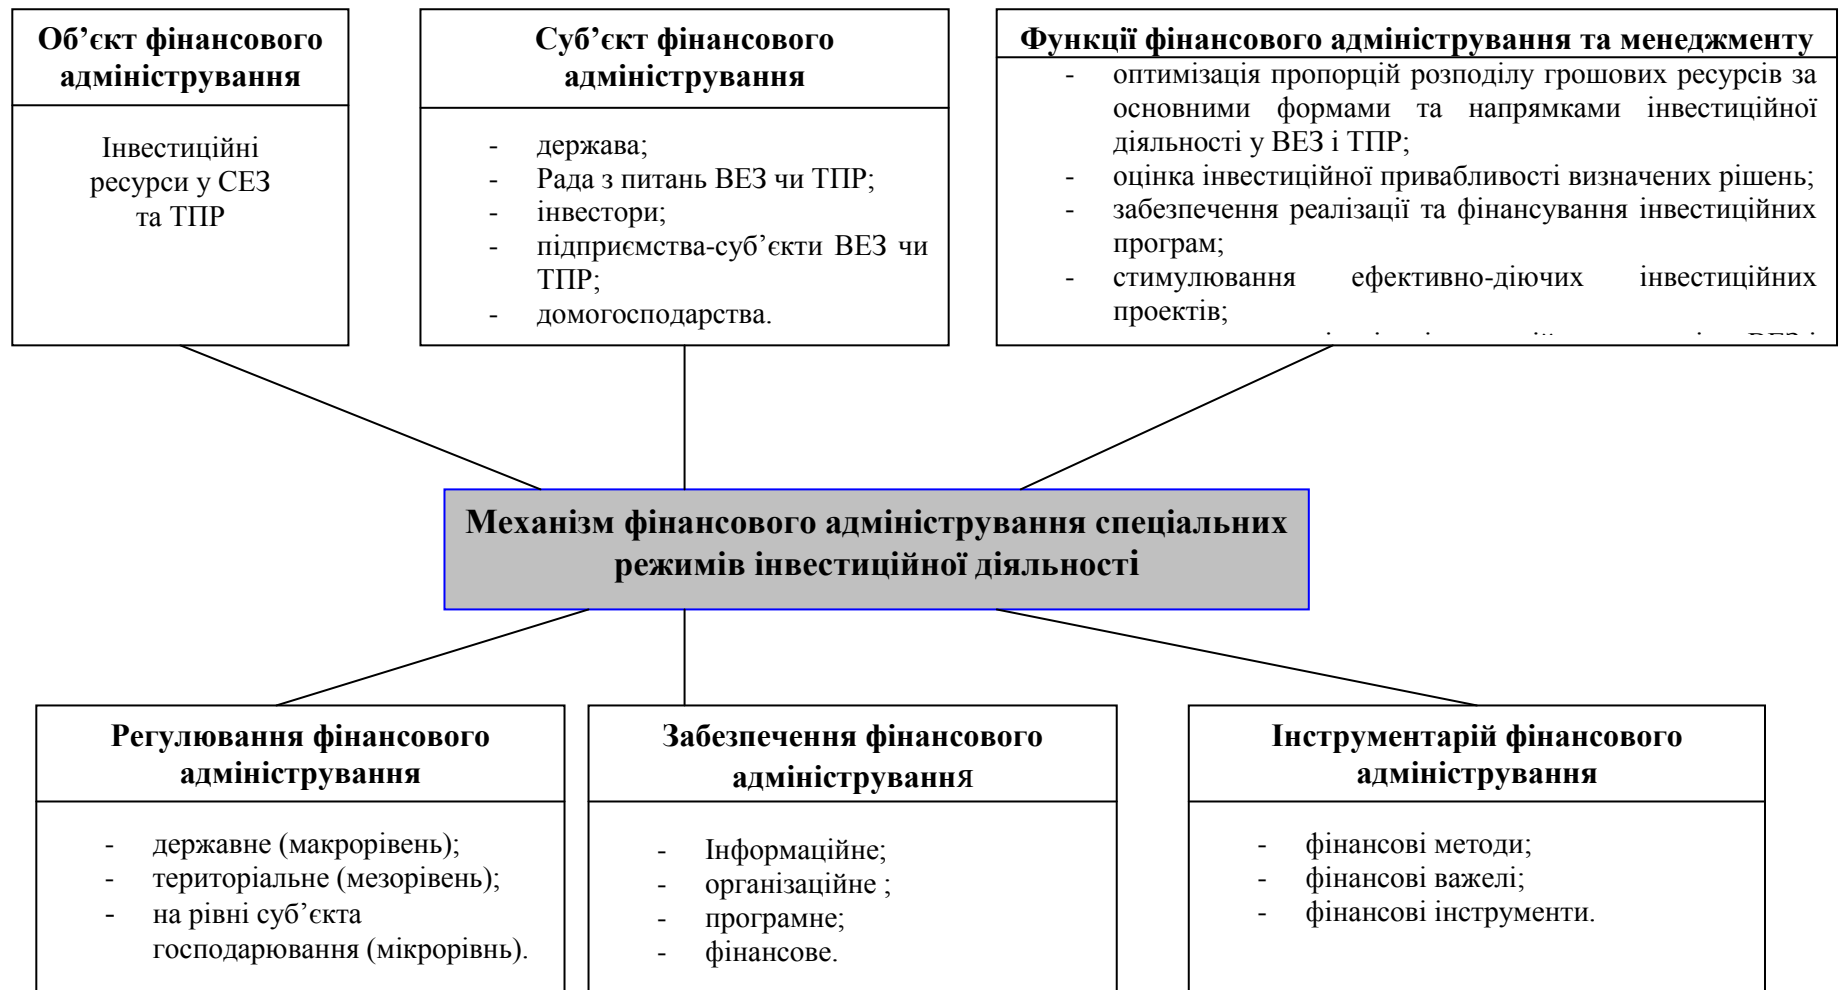 Об’єкт фінансового
адміністрування
Інвестиційні
ресурси у СЕЗ
та ТПР
Суб’єкт фінансового
адміністрування
- держава;
- Рада з питань ВЕЗ чи ТПР;
- інвестори;
- підприємства-суб’єкти ВЕЗ чи
ТПР;
- домогосподарства.
Функції фінансового адміністрування та менеджменту
- оптимізація пропорцій розподілу грошових ресурсів за
основними формами та напрямками інвестиційної
діяльності у ВЕЗ і ТПР;
- оцінка інвестиційної привабливості визначених рішень;
- забезпечення реалізації та фінансування інвестиційних
програм;
- стимулювання ефективно-діючих інвестиційних
проектів;
Механізм фінансового адміністрування спеціальних
режимів інвестиційної діяльності
Регулювання фінансового
адміністрування
- державне (макрорівень);
- територіальне (мезорівень);
- на рівні суб’єкта
господарювання (мікрорівнь).
Забезпечення фінансового
адміністрування
- Інформаційне;
- організаційне ;
- програмне;
- фінансове.
Інструментарій фінансового
адміністрування
- фінансові методи;
- фінансові важелі;
- фінансові інструменти.